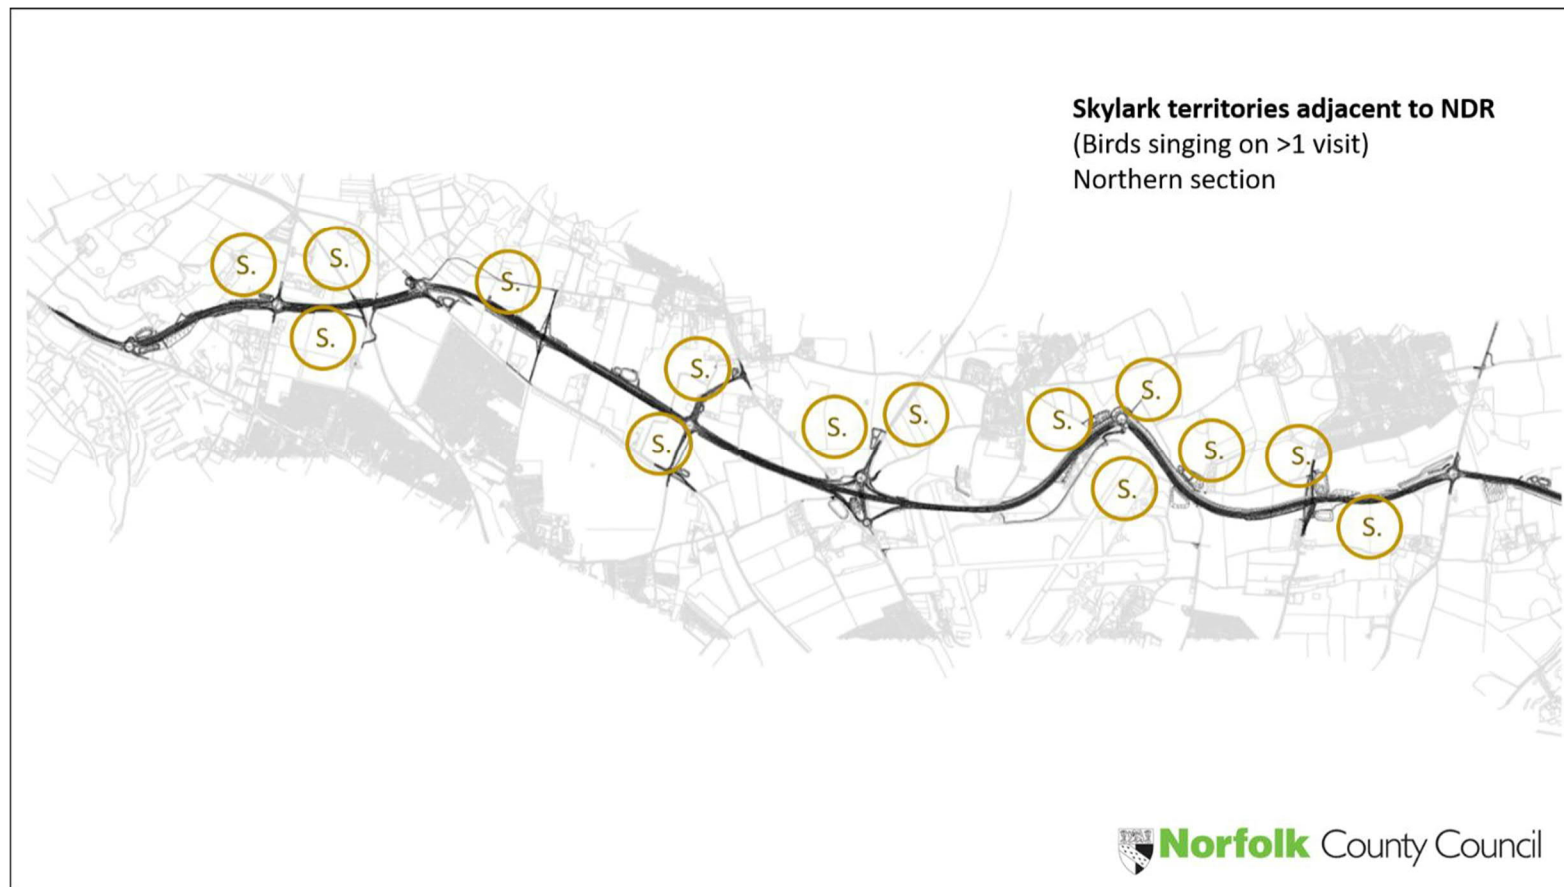 Skylark territories adjacent to NDR
(Birds singing on >1 visit)
Northern section
S.
S.
S.
S.
S.
S.
S.
S.
S.
S.
S.
S.
S.
S.
Norfolk County Council